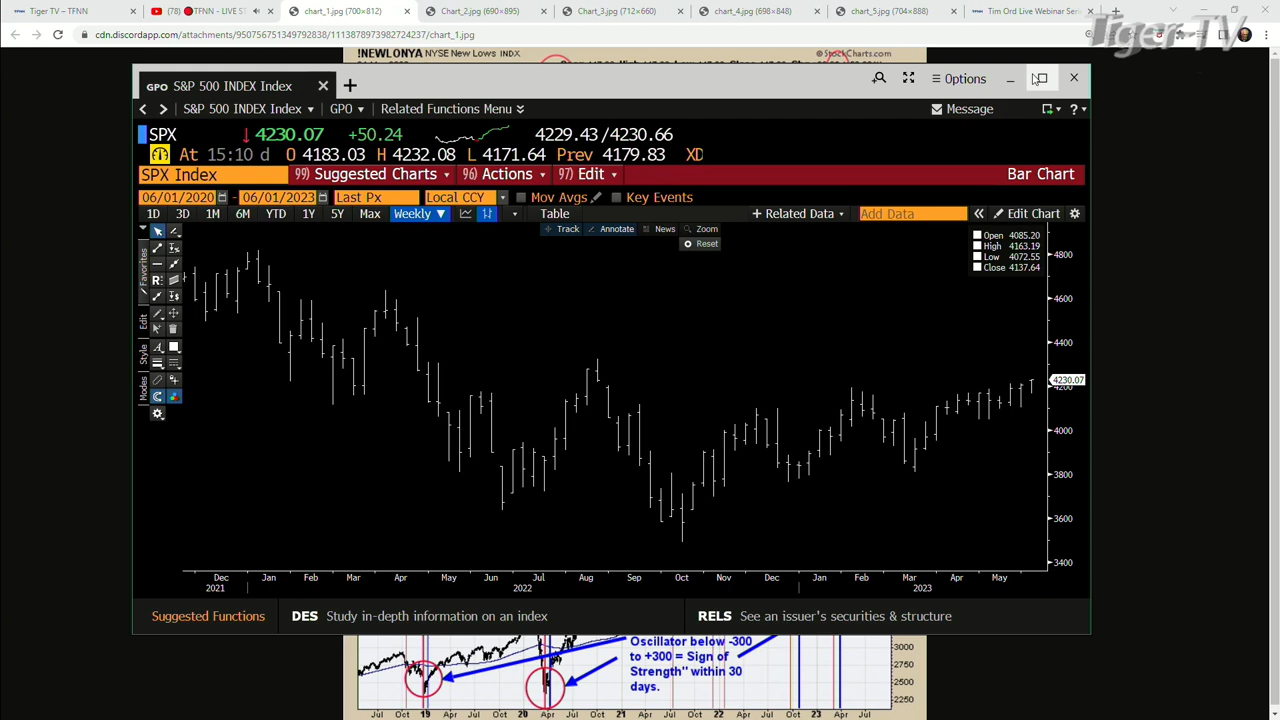 Tiger TV – TFNN
(78) TFNN - LIVE ST
chart_1.jpg (700×812)
Chart_2.jpg (690×895)
Chart_3.jpg (712×660)
chart_4.jpg (698×848)
chart_5.jpg (704×888)
Tim Ord Live Webinar Seri
Tiger TV
cdn.discordapp.com/attachments/950756751349792838/1113878793982734367/chart_1.jpg
!NEWLONYA NYSE New Lows INDX
© StockCharts.com
GPO S&P 500 INDEX Index
Options
S&P 500 INDEX Index
GPO
Related Functions Menu
Message
?
SPX
4230.07
+50.24
4229.43/4230.66
At 15:10 d O 4183.03 H 4232.08 L 4171.64 Prev 4179.83 XD
SPX Index
99) Suggested Charts
96) Actions
97) Edit
Bar Chart
06/01/2020 - 06/01/2023
Last Px
Local CCY
Mov Avgs
Key Events
1D 3D 1M 6M YTD 1Y 5Y Max Weekly ▼
Table
+ Related Data
Add Data
« Edit Chart
Track
Annotate
News
Zoom
Reset
Open 4085.20
High 4163.19
Low 4072.55
Close 4137.64
Favorites
Edit
Style
Modes
4800
4600
4400
4230.07
4200
4000
3800
3600
3400
Dec Jan Feb Mar Apr May Jun Jul Aug Sep Oct Nov Dec Jan Feb Mar Apr May
2021 2022 2023
Suggested Functions
DES Study in-depth information on an index
RELS See an issuer's securities & structure
Oscillator below -300
to +300 = Sign of
Strength" within 30
days.
3000
2750
2500
2250
Jul Oct 19 Apr Jul Oct 20 Apr Jul Oct 21 Apr Jul Oct 22 Apr Jul Oct 23 Apr Jul